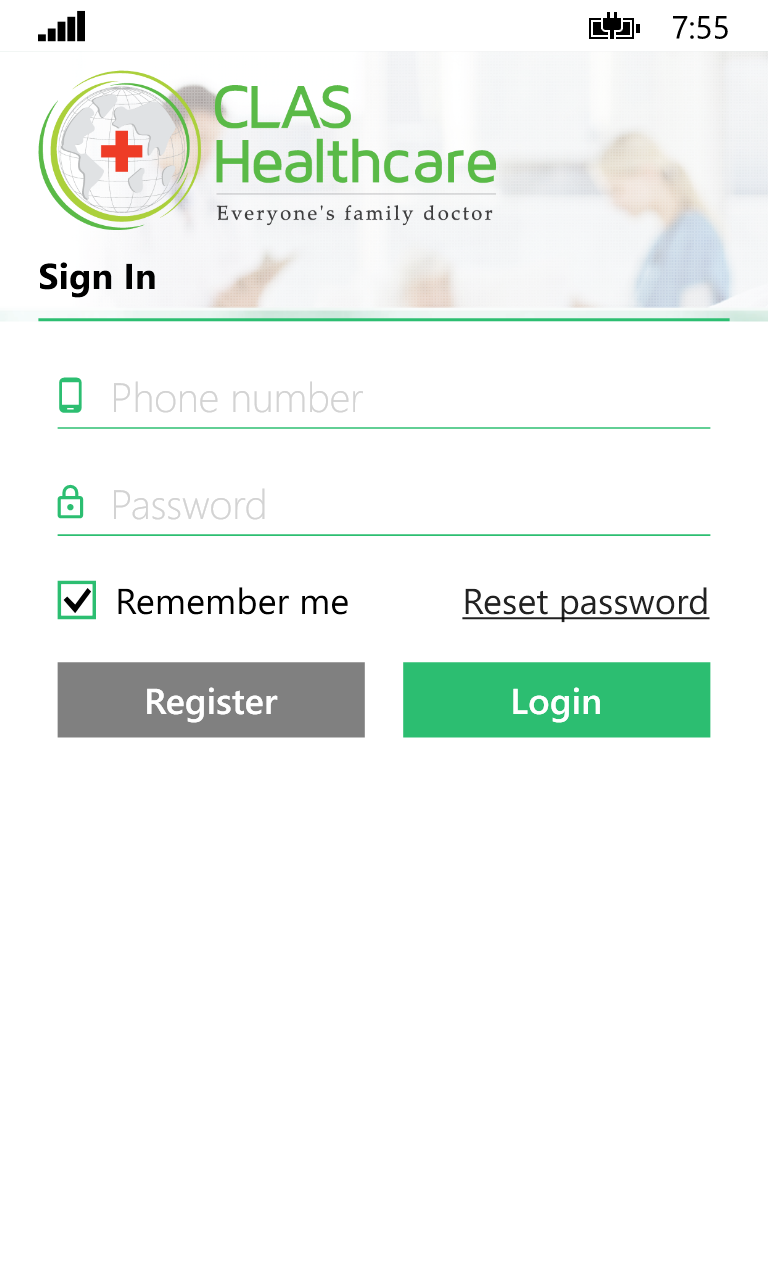 7:55
CLAS
Healthcare
Everyone's family doctor
Sign In
Phone number
Password
Remember me Reset password
Register Login